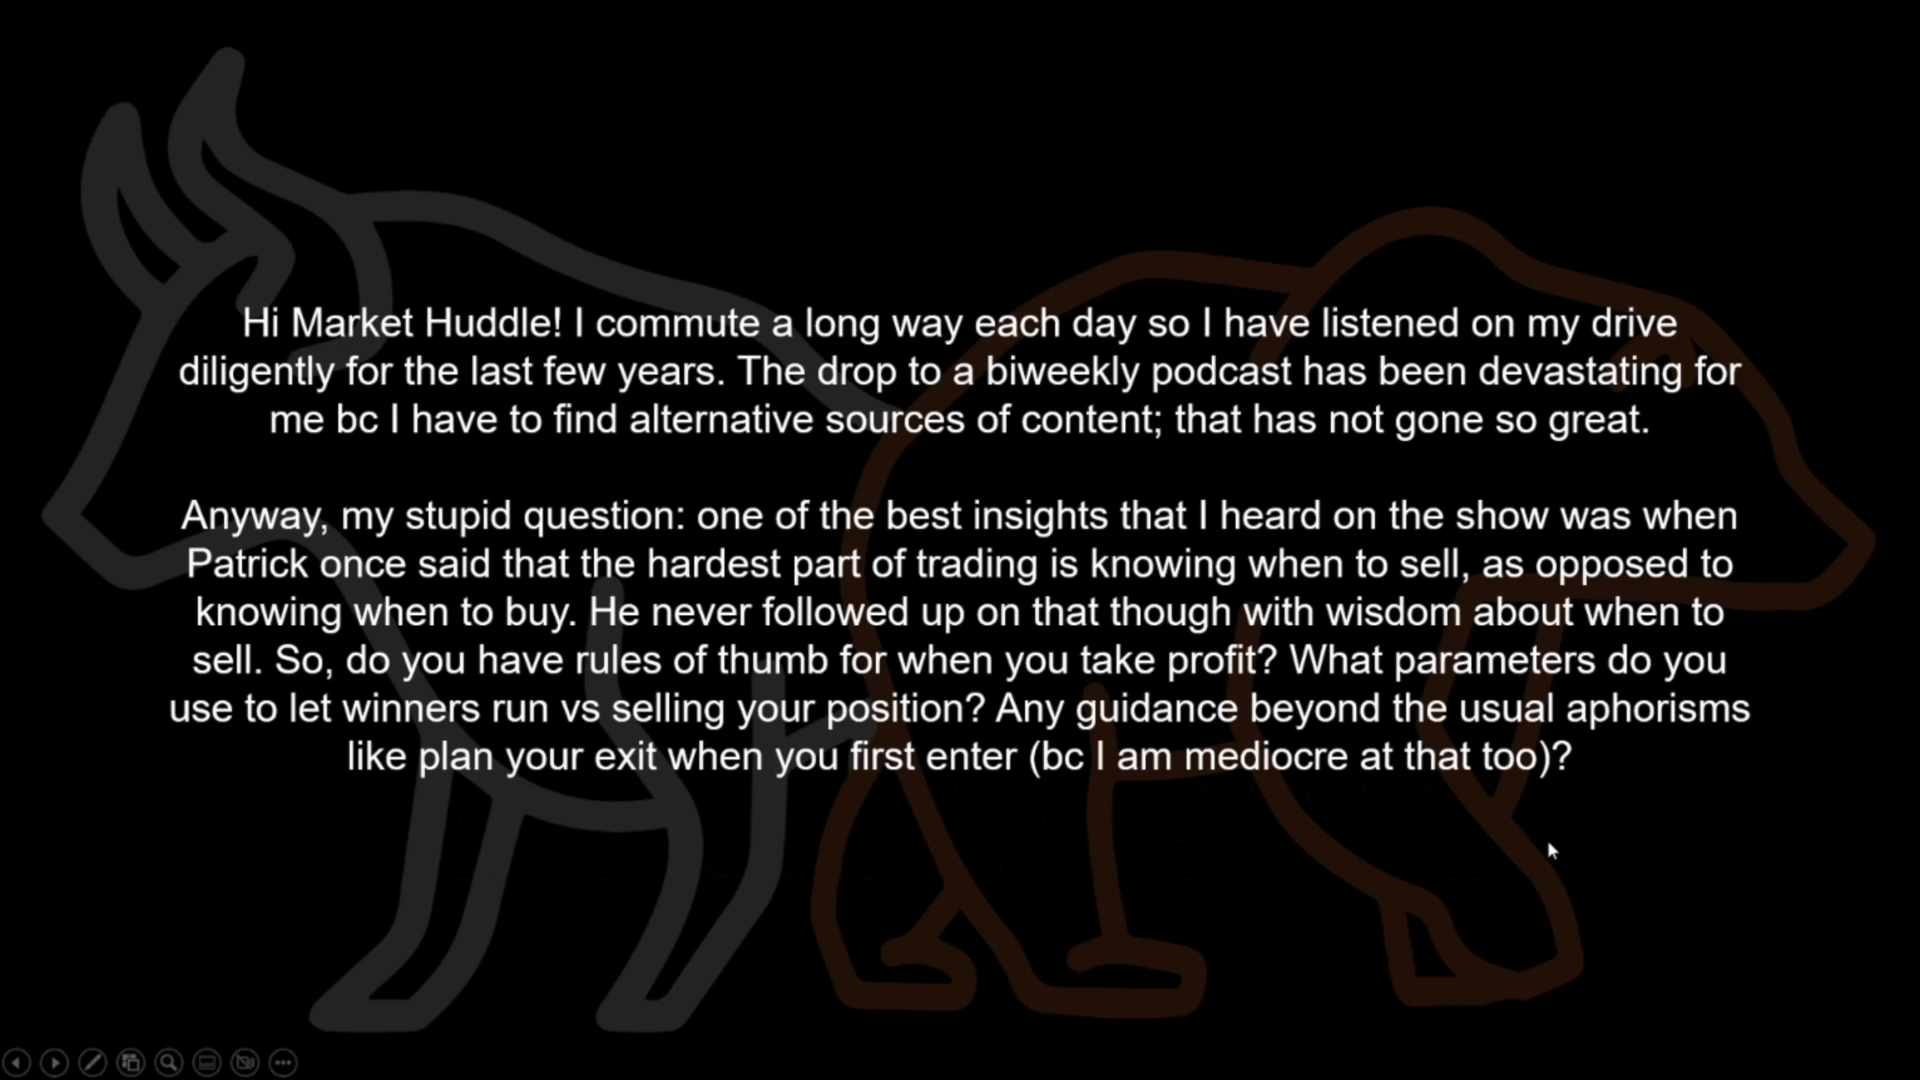 Hi Market Huddle! I commute a long way each day so I have listened on my drive
diligently for the last few years. The drop to a biweekly podcast has been devastating for
me bc I have to find alternative sources of content; that has not gone so great.
Anyway, my stupid question: one of the best insights that I heard on the show was when
Patrick once said that the hardest part of trading is knowing when to sell, as opposed to
knowing when to buy. He never followed up on that though with wisdom about when to
sell. So, do you have rules of thumb for when you take profit? What parameters do you
use to let winners run vs selling your position? Any guidance beyond the usual aphorisms
like plan your exit when you first enter (bc I am mediocre at that too)?